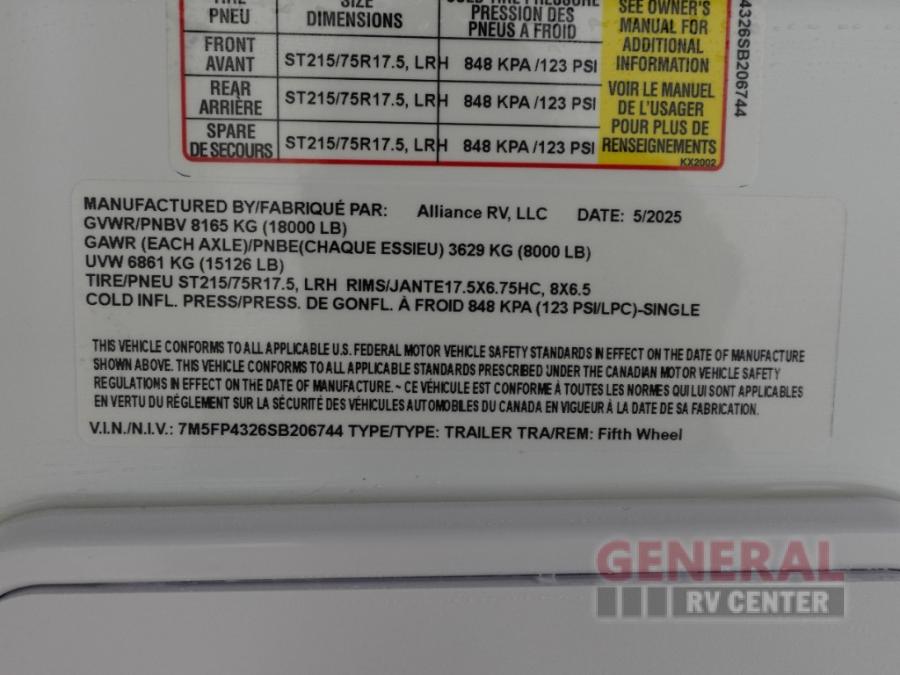 TIRE
PNEU
SIZE
DIMENSIONS
COLD TIRE PRESSURE
PRESSION DES
PNEUS A FROID
SEE OWNER'S
MANUAL FOR
ADDITIONAL
INFORMATION
FRONT
AVANT
ST215/75R17.5, LRH 848 KPA /123 PSI
REAR
ARRIÈRE
ST215/75R17.5, LRH 848 KPA /123 PSI
SPARE
DE SECOURS
ST215/75R17.5, LRH 848 KPA /123 PSI
VOIR LE MANUEL
DE L'USAGER
POUR PLUS DE
RENSEIGNEMENTS
KX2002
4326SB206744
MANUFACTURED BY/FABRIQUÉ PAR: Alliance RV, LLC DATE: 5/2025
GVWR/PNBV 8165 KG (18000 LB)
GAWR (EACH AXLE)/PNBE(CHAQUE ESSIEU) 3629 KG (8000 LB)
UVW 6861 KG (15126 LB)
TIRE/PNEU ST215/75R17.5, LRH RIMS/JANTE17.5X6.75HC, 8X6.5
COLD INFL. PRESS/PRESS. DE GONFL. À FROID 848 KPA (123 PSI/LPC)-SINGLE
THIS VEHICLE CONFORMS TO ALL APPLICABLE U.S. FEDERAL MOTOR VEHICLE SAFETY STANDARDS IN EFFECT ON THE DATE OF MANUFACTURE
SHOWN ABOVE. THIS VEHICLE CONFORMS TO ALL APPLICABLE STANDARDS PRESCRIBED UNDER THE CANADIAN MOTOR VEHICLE SAFETY
REGULATIONS IN EFFECT ON THE DATE OF MANUFACTURE. ~ CE VÉHICULE EST CONFORME À TOUTES LES NORMES QUI LUI SONT APPLICABLES
EN VERTU DU RÈGLEMENT SUR LA SÉCURITÉ DES VÉHICULES AUTOMOBILES DU CANADA EN VIGUEUR À LA DATE DE SA FABRICATION.
V.I.N./N.I.V.: 7M5FP4326SB206744 TYPE/TYPE: TRAILER TRA/REM: Fifth Wheel
GENERAL
RV CENTER